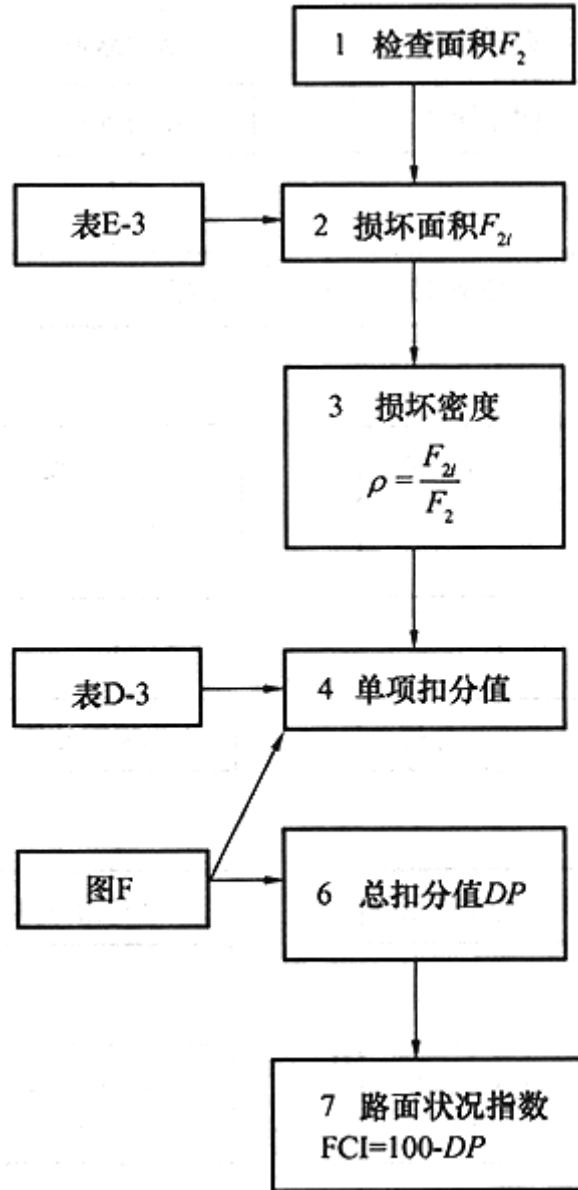 1 检查面积F₂
表E-3
2 损坏面积F₂ᵢ
3 损坏密度
ρ = F₂ᵢ / F₂
表D-3
4 单项扣分值
图F
6 总扣分值DP
7 路面状况指数
FCI=100-DP